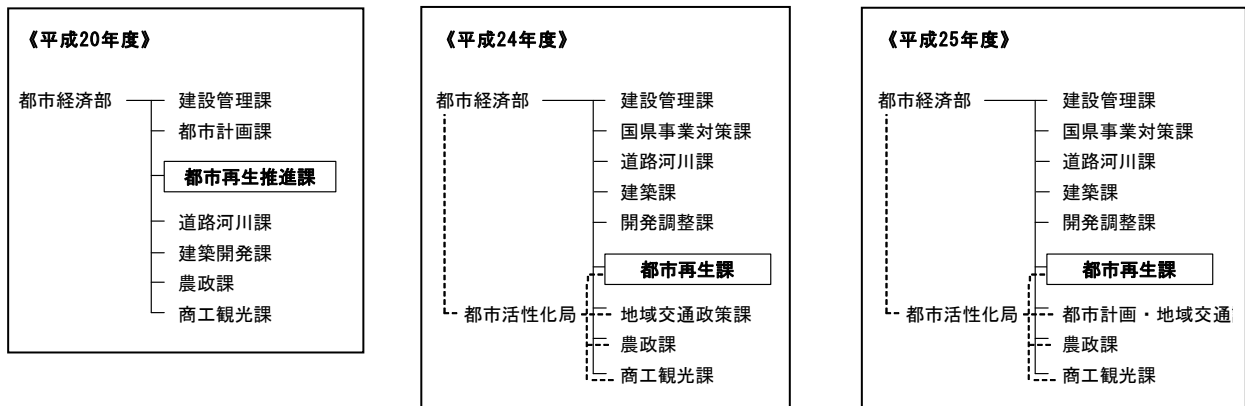 《平成20年度》
都市経済部
建設管理課
都市計画課
都市再生推進課
道路河川課
建築開発課
農政課
商工観光課
《平成24年度》
都市経済部
建設管理課
国県事業対策課
道路河川課
建築課
開発調整課
都市再生課
都市活性化局
地域交通政策課
農政課
商工観光課
《平成25年度》
都市経済部
建設管理課
国県事業対策課
道路河川課
建築課
開発調整課
都市再生課
都市活性化局
都市計画・地域交通
農政課
商工観光課